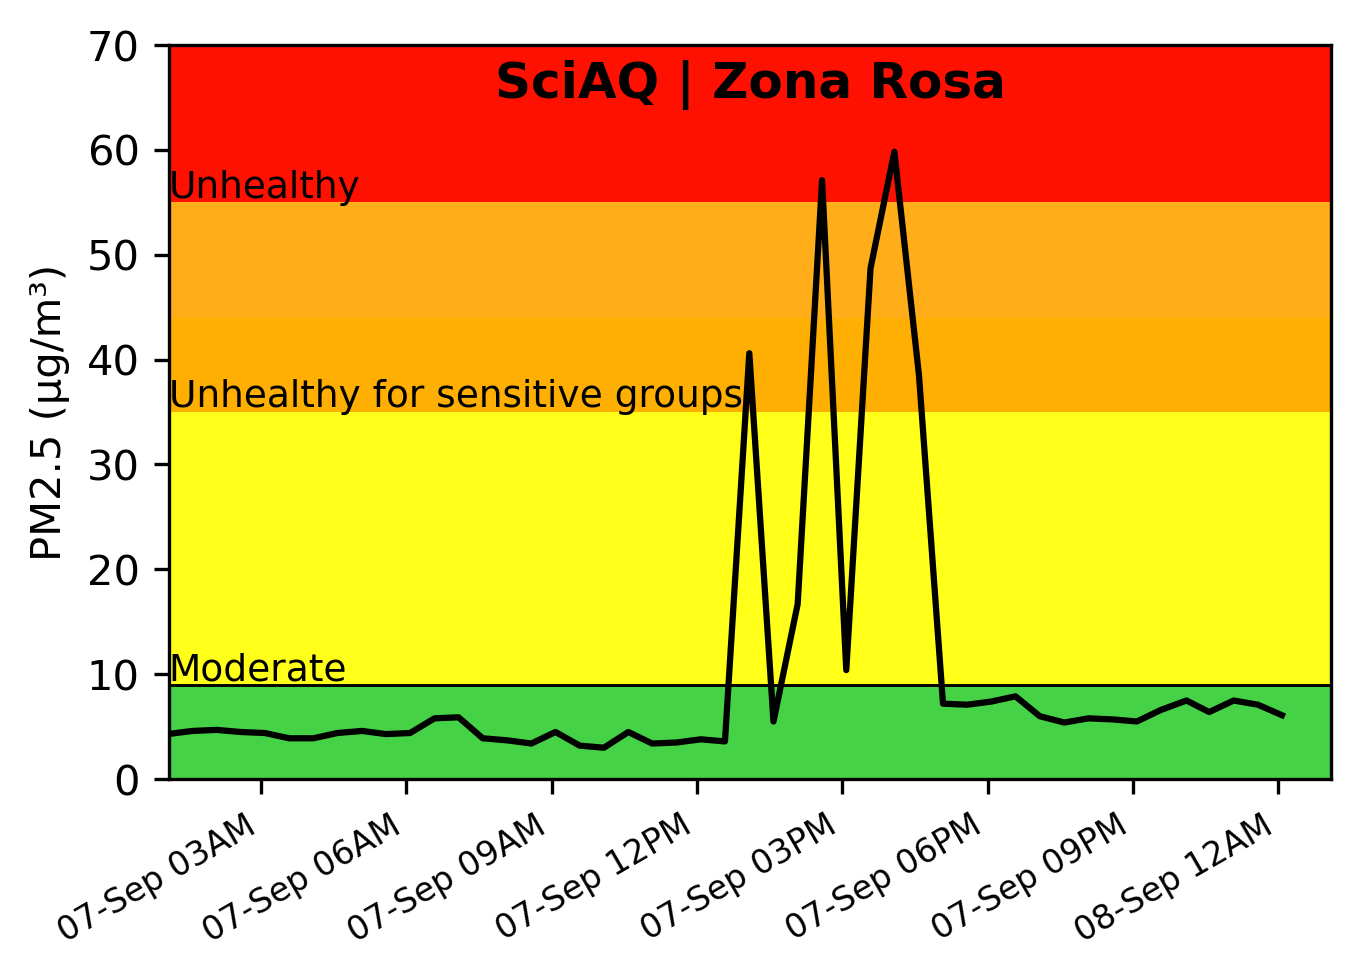 SciAQ | Zona Rosa
70
60
50
40
30
20
10
0
PM2.5 (µg/m³)
Unhealthy
Unhealthy for sensitive groups
Moderate
07-Sep 03AM
07-Sep 06AM
07-Sep 09AM
07-Sep 12PM
07-Sep 03PM
07-Sep 06PM
07-Sep 09PM
08-Sep 12AM